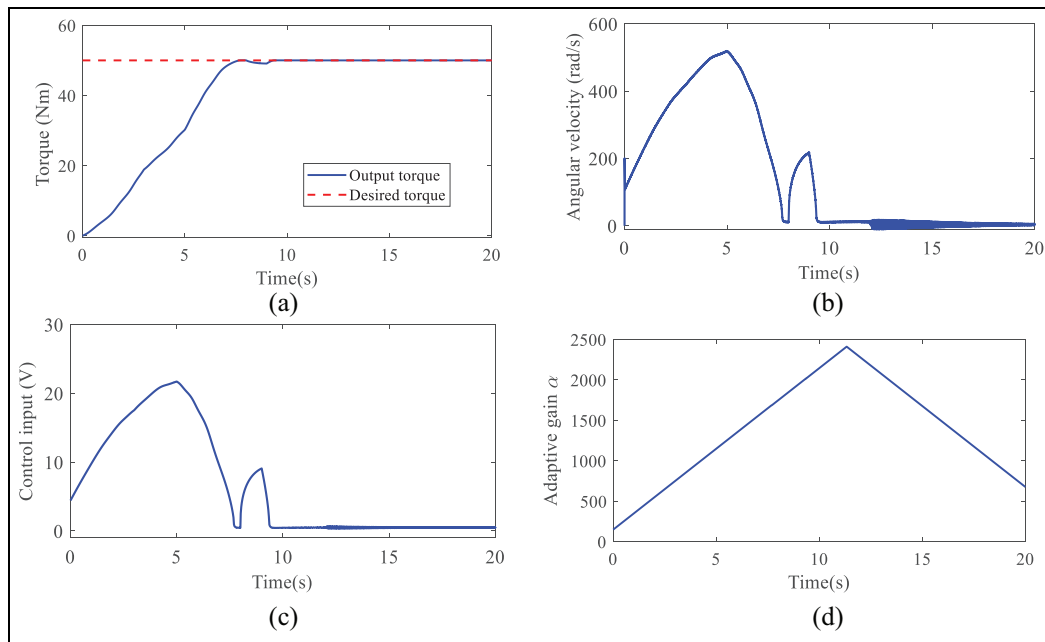 60
40
20
0
Torque (Nm)
Output torque
Desired torque
0 5 10 15 20
Time(s)
(a)
600
400
200
0
Angular velocity (rad/s)
0 5 10 15 20
Time(s)
(b)
30
20
10
0
Control input (V)
0 5 10 15 20
Time(s)
(c)
2500
2000
1500
1000
500
0
Adaptive gain α
0 5 10 15 20
Time(s)
(d)